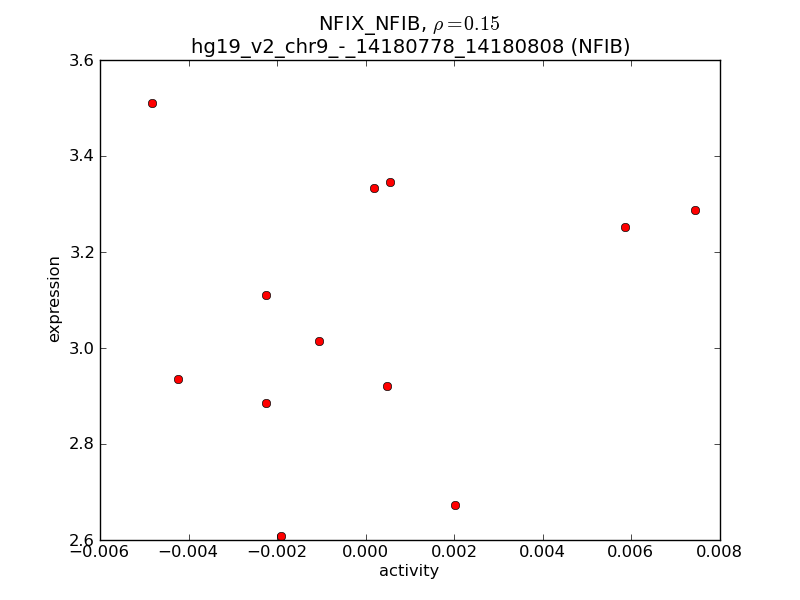 NFIX_NFIB, ρ = 0.15
hg19_v2_chr9_-_14180778_14180808 (NFIB)
3.6
3.4
3.2
3.0
2.8
2.6
expression
−0.006 −0.004 −0.002 0.000 0.002 0.004 0.006 0.008
activity